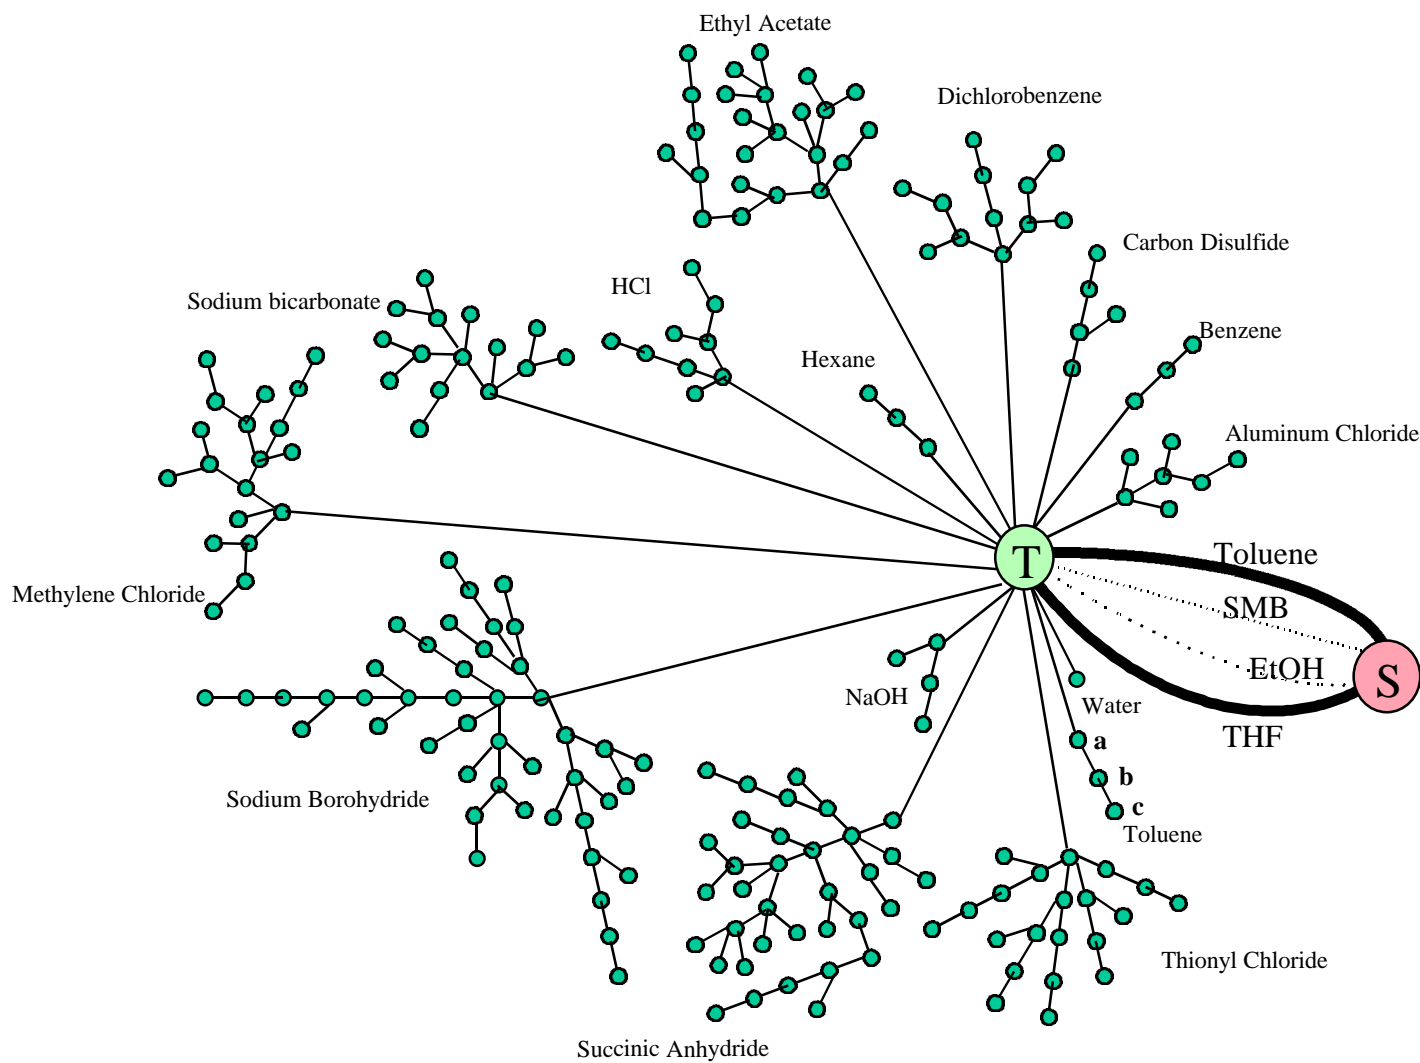 Ethyl Acetate
Dichlorobenzene
Carbon Disulfide
HCl
Sodium bicarbonate
Benzene
Hexane
Aluminum Chloride
T
Toluene
Methylene Chloride
SMB
EtOH
S
NaOH
Water
THF
a
b
Sodium Borohydride
c
Toluene
Thionyl Chloride
Succinic Anhydride